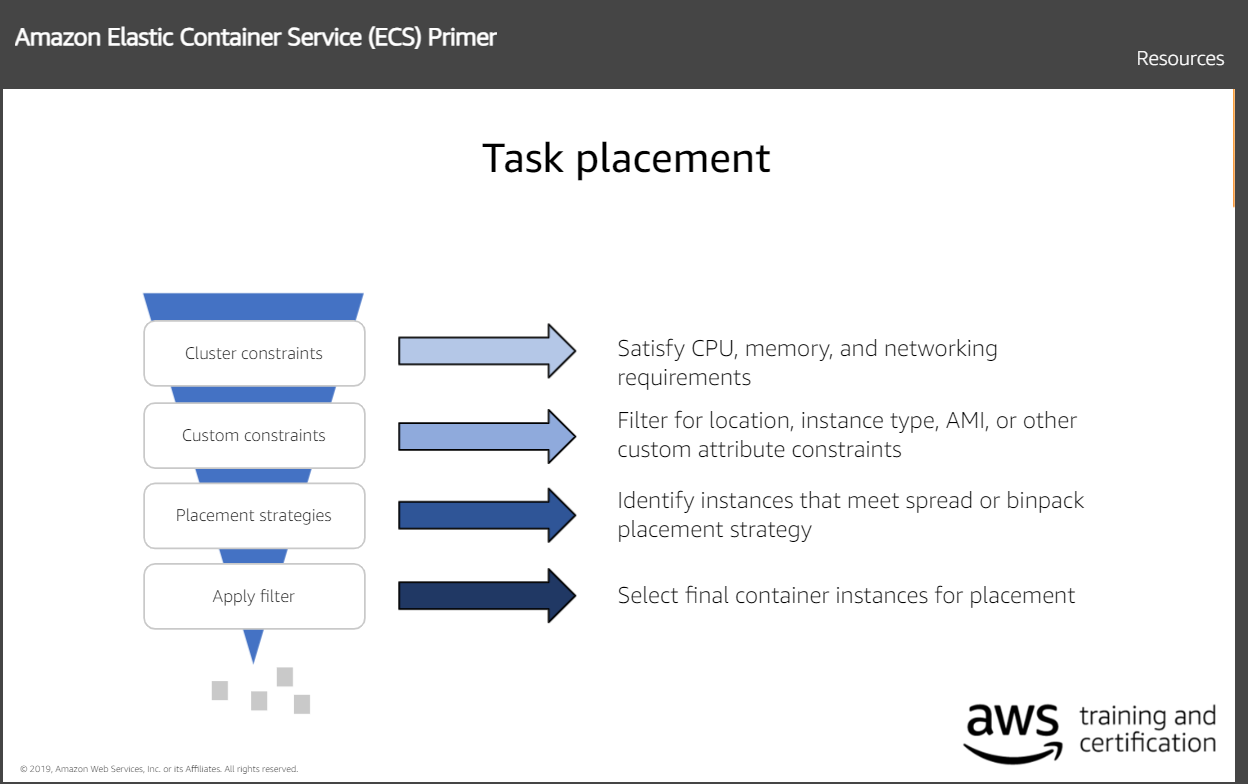 Amazon Elastic Container Service (ECS) Primer
Resources
Task placement
Cluster constraints
Satisfy CPU, memory, and networking
requirements
Custom constraints
Filter for location, instance type, AMI, or other
custom attribute constraints
Placement strategies
Identify instances that meet spread or binpack
placement strategy
Apply filter
Select final container instances for placement
aws training and
certification
© 2019, Amazon Web Services, Inc. or its Affiliates. All rights reserved.